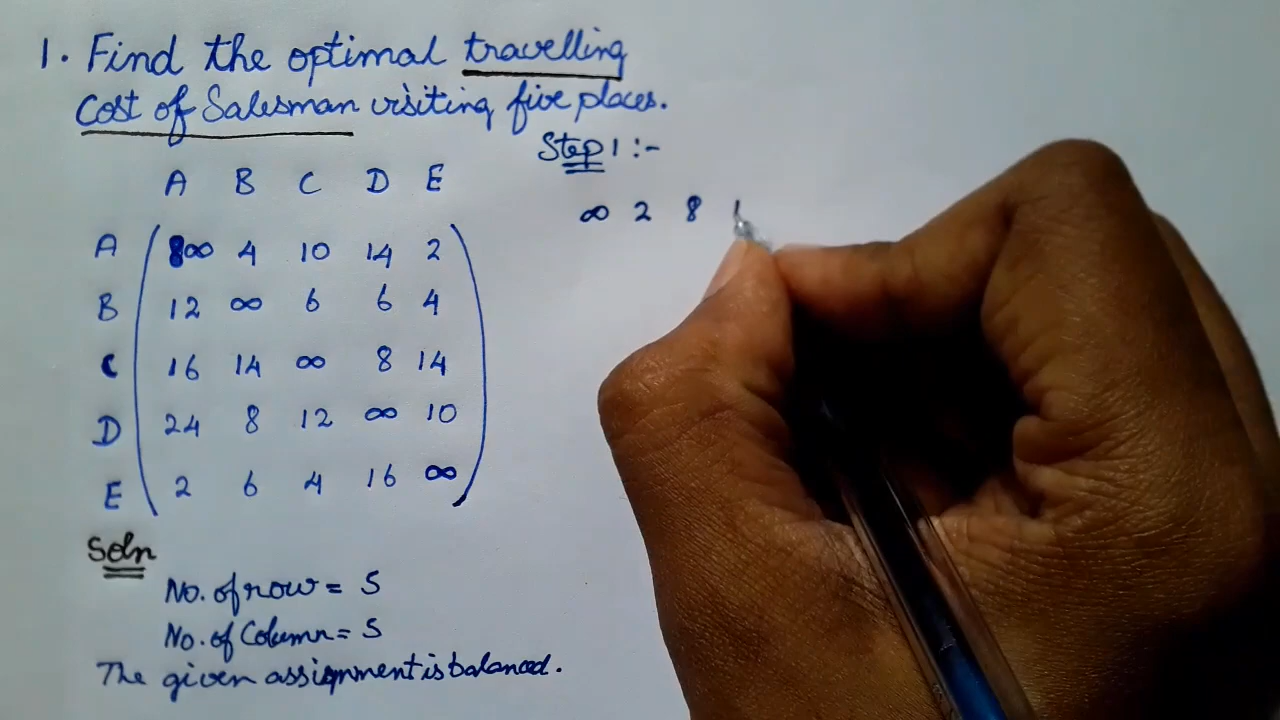 1. Find the optimal travelling
Cost of Salesman visiting five places.
Step 1 :-
∞ 2 8 1
A B C D E
A ∞ 4 10 14 2
B 12 ∞ 6 6 4
C 16 14 ∞ 8 14
D 24 8 12 ∞ 10
E 2 6 4 16 ∞
Soln
No. of row = 5
No. of Column = 5
The given assignment is balanced.